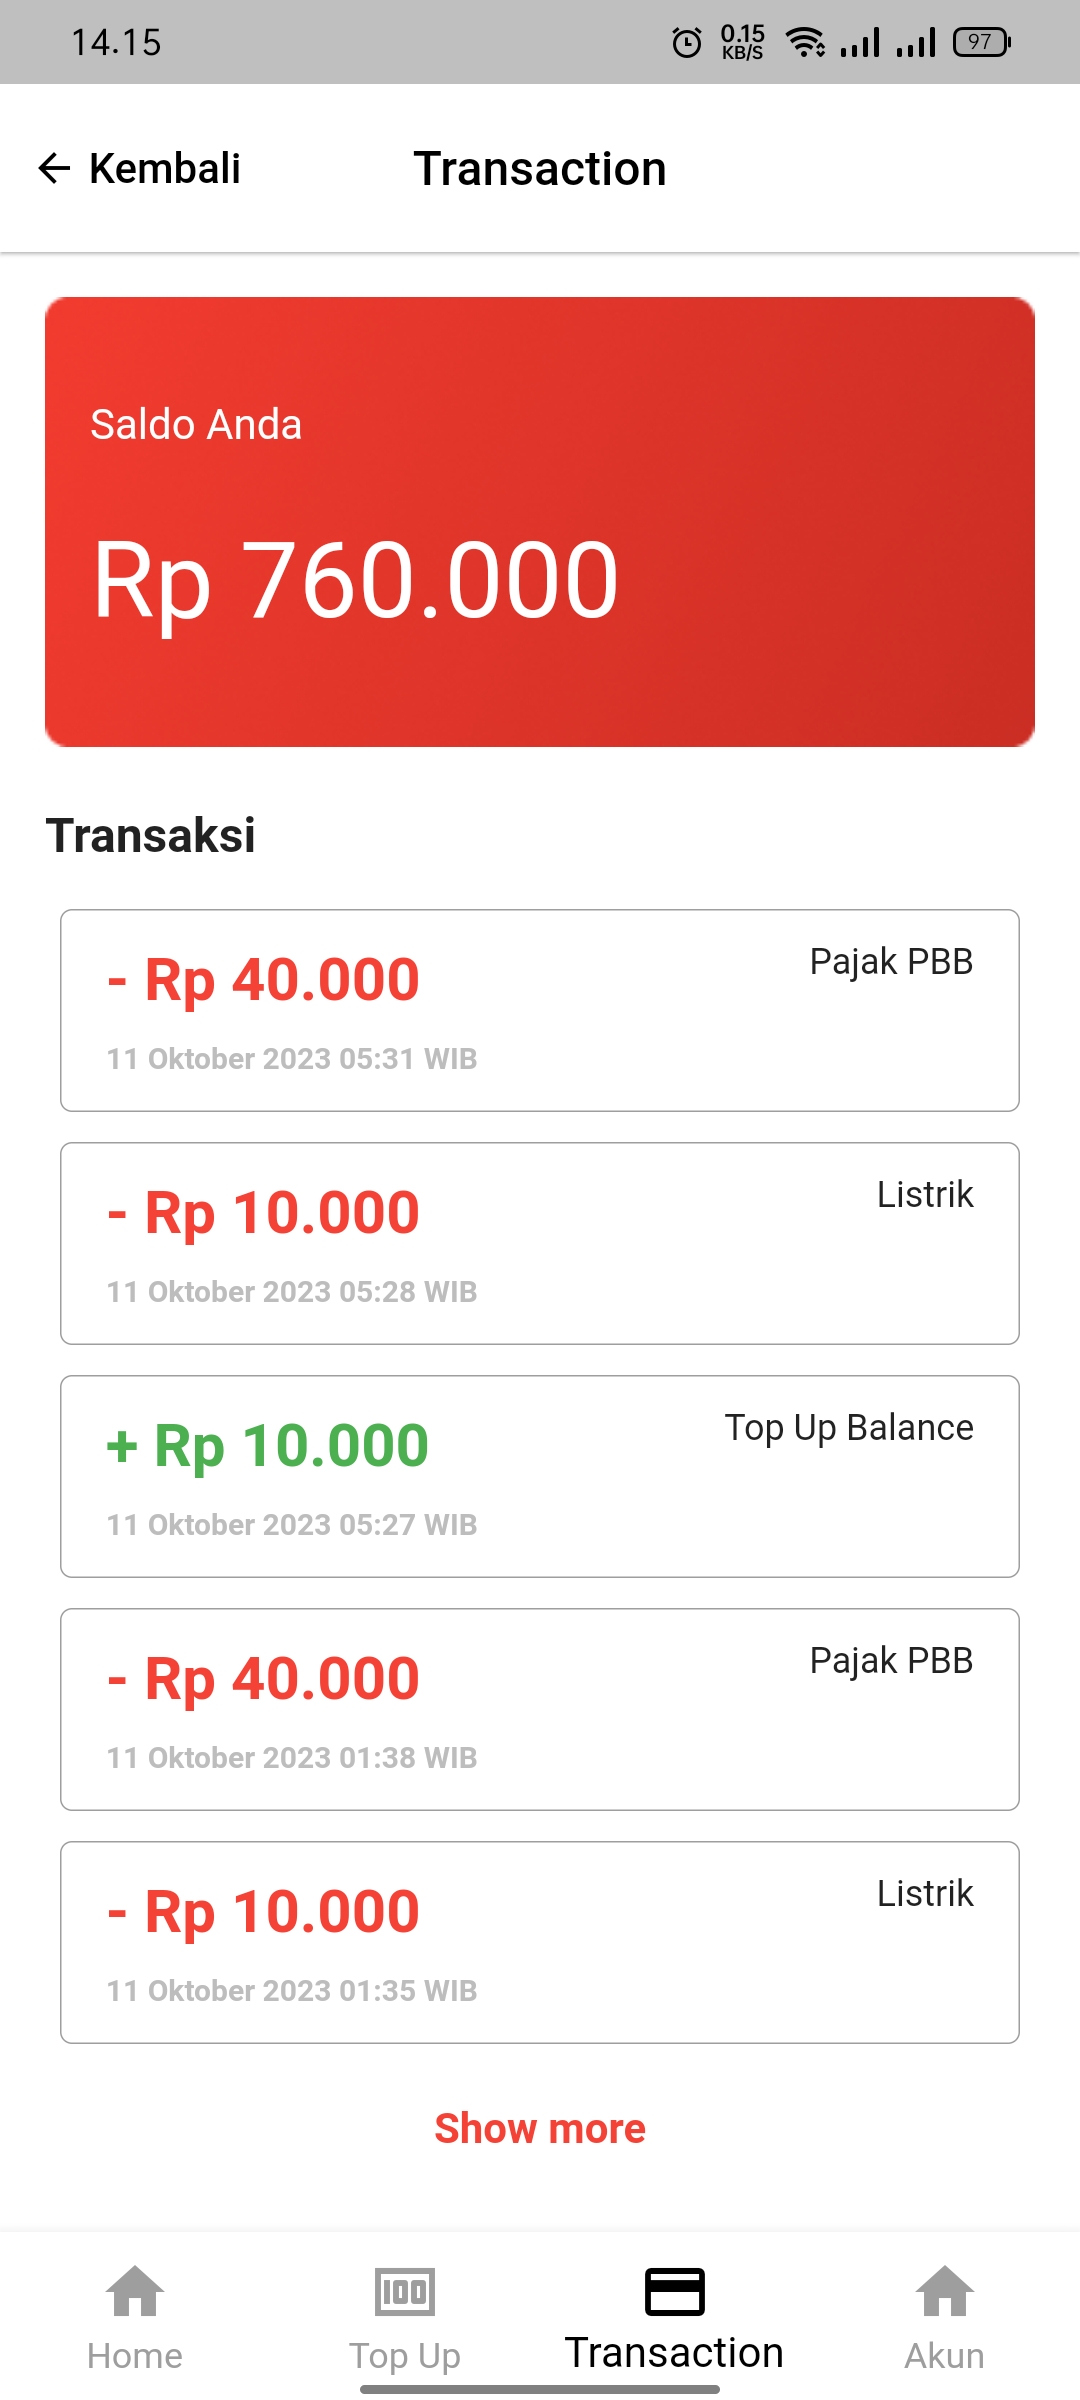 14.15
0.15
KB/S
97
Kembali
Transaction
Saldo Anda
Rp 760.000
Transaksi
- Rp 40.000
Pajak PBB
11 Oktober 2023 05:31 WIB
- Rp 10.000
Listrik
11 Oktober 2023 05:28 WIB
+ Rp 10.000
Top Up Balance
11 Oktober 2023 05:27 WIB
- Rp 40.000
Pajak PBB
11 Oktober 2023 01:38 WIB
- Rp 10.000
Listrik
11 Oktober 2023 01:35 WIB
Show more
100
Home
Top Up
Transaction
Akun